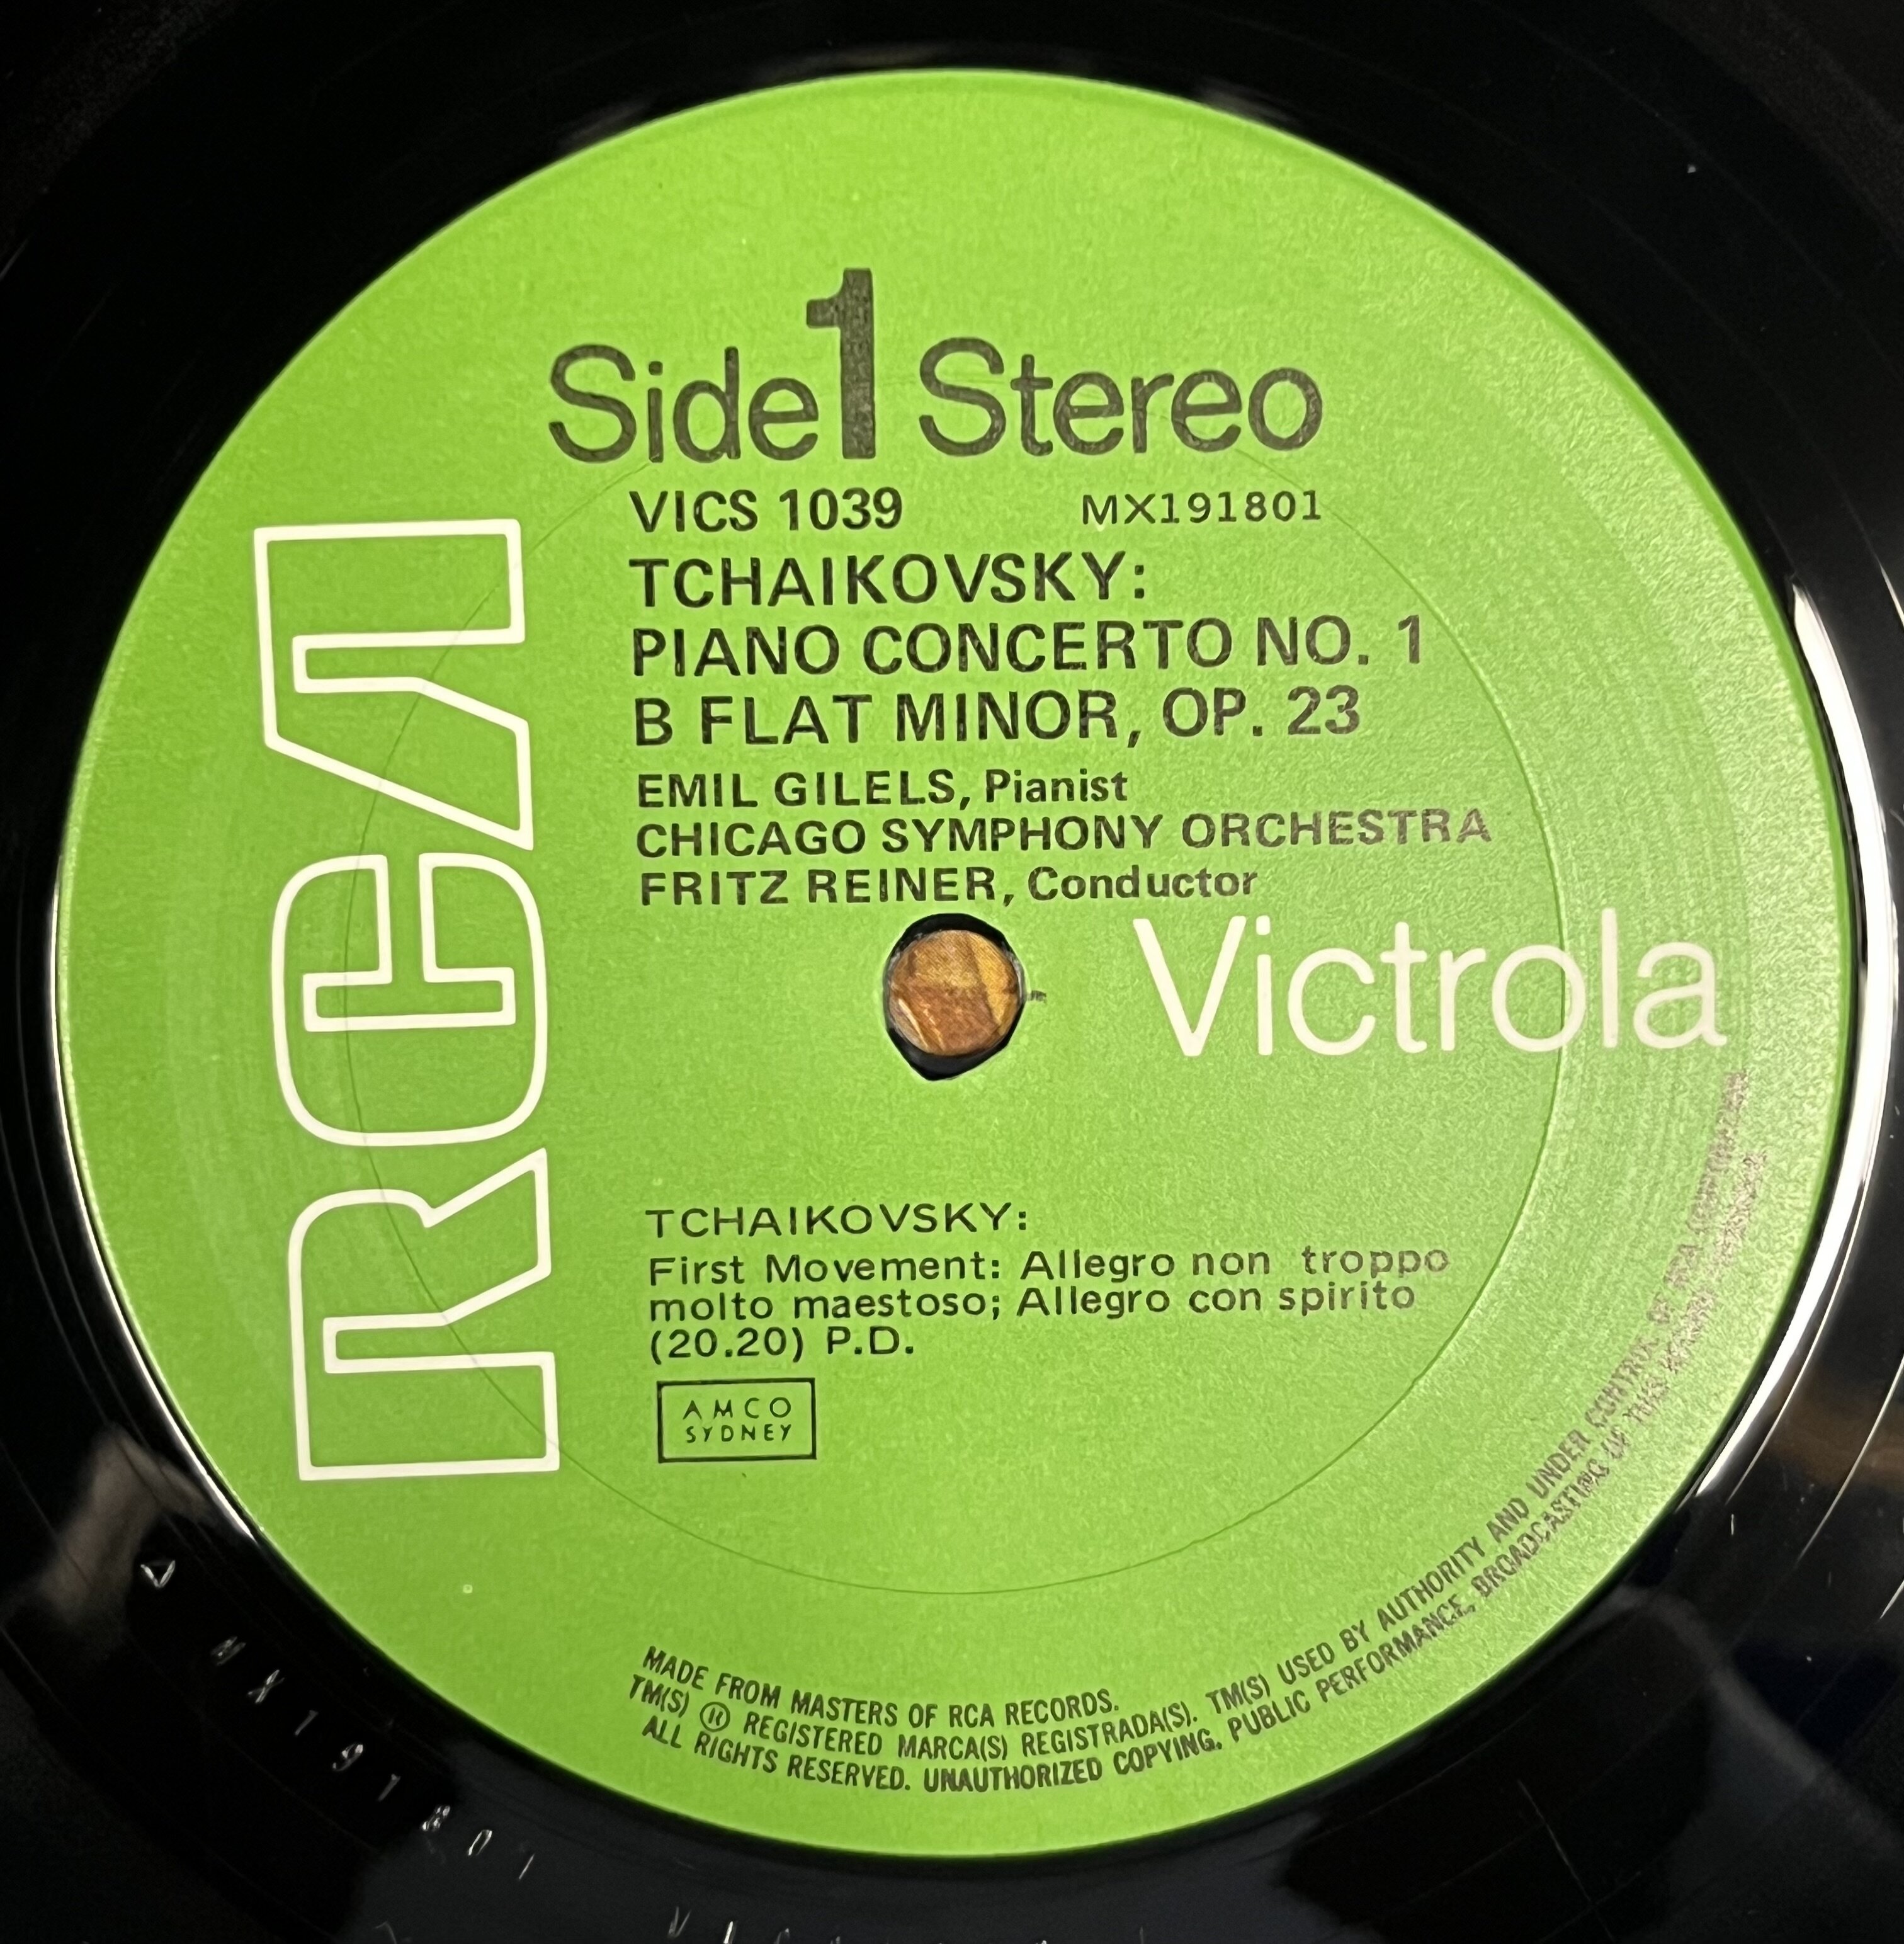 Side 1 Stereo
VICS 1039 MX191801
TCHAIKOVSKY:
PIANO CONCERTO NO. 1
B FLAT MINOR, OP. 23
EMIL GILELS, Pianist
CHICAGO SYMPHONY ORCHESTRA
FRITZ REINER, Conductor
RCA
Victrola
TCHAIKOVSKY:
First Movement: Allegro non troppo
molto maestoso; Allegro con spirito
(20.20) P.D.
AMCO
SYDNEY
MADE FROM MASTERS OF RCA RECORDS.
TM(S) ® REGISTERED MARCA(S) REGISTRADA(S). TM(S) USED BY AUTHORITY AND UNDER CONTROL OF RCA
ALL RIGHTS RESERVED. UNAUTHORIZED COPYING, PUBLIC PERFORMANCE, BROADCASTING OF THIS RECORD
MX191801